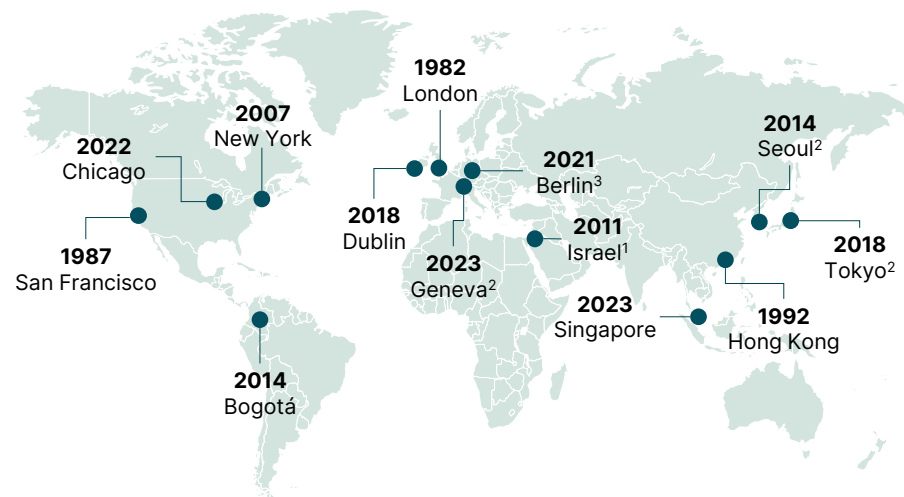 1982
London
2007
New York
2022
Chicago
2014
Seoul²
2021
Berlin³
2018
Dublin
2011
Israel¹
2018
Tokyo²
1987
San Francisco
2023
Geneva²
2023
Singapore
1992
Hong Kong
2014
Bogotá